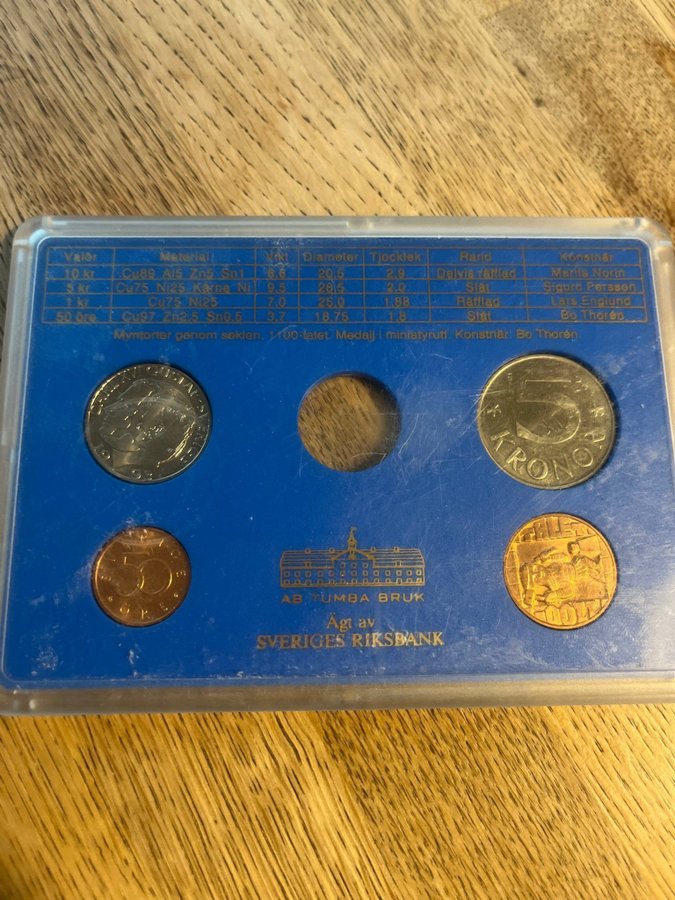 Valör Material Vikt Diameter Tjocklek Rand Konstnär
10 kr Cu89 Al5 Zn5 Sn1 6.6 20,5 2,9 Delvis räfflad Marita Norin
5 kr Cu75 Ni25 Kärna Ni 9.5 28,5 2.0 Slät Sigurd Persson
1 kr Cu75 Ni25 7.0 25,0 1,88 Räfflad Lars Englund
50 öre Cu97 Zn2,5 Sn0,5 3,7 18,75 1,8 Slät Bo Thorén
Myntorter genom seklen, 1100-talet. Medalj i miniatyrutf. Konstnär: Bo Thorén.
5
KRONOR
50
ÖRE
AB TUMBA BRUK
Ägt av
SVERIGES RIKSBANK